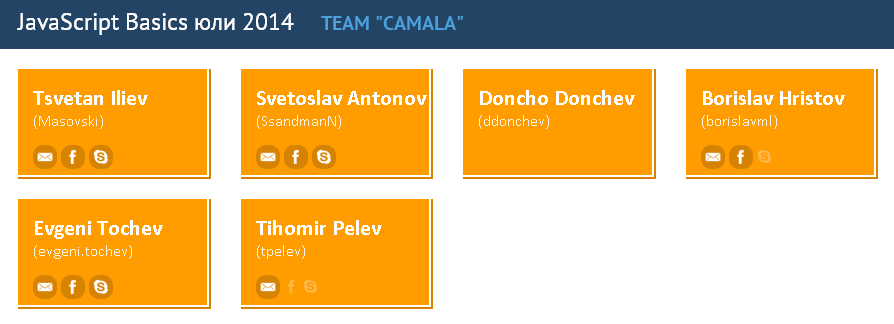 JavaScript Basics юли 2014 TEAM "CAMALA"
Tsvetan Iliev
(Masovski)
Svetoslav Antonov
(SsandmanN)
Doncho Donchev
(ddonchev)
Borislav Hristov
(borislavml)
Evgeni Tochev
(evgeni.tochev)
Tihomir Pelev
(tpelev)